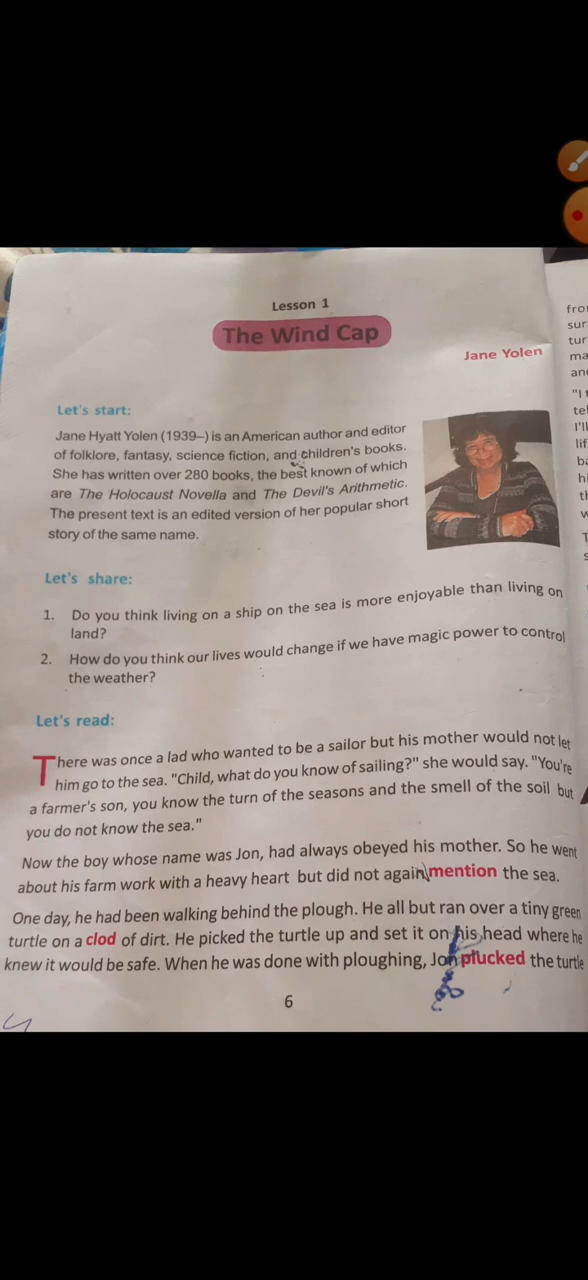 Lesson 1
The Wind Cap
Jane Yolen
Let's start:
Jane Hyatt Yolen (1939–) is an American author and editor
of folklore, fantasy, science fiction, and children's books.
She has written over 280 books, the best known of which
are The Holocaust Novella and The Devil's Arithmetic.
The present text is an edited version of her popular short
story of the same name.
Let's share:
1. Do you think living on a ship on the sea is more enjoyable than living on
land?
2. How do you think our lives would change if we have magic power to control
the weather?
Let's read:
There was once a lad who wanted to be a sailor but his mother would not let
him go to the sea. "Child, what do you know of sailing?" she would say. "You're
a farmer's son, you know the turn of the seasons and the smell of the soil but
you do not know the sea."
Now the boy whose name was Jon, had always obeyed his mother. So he went
about his farm work with a heavy heart but did not again mention the sea.
One day, he had been walking behind the plough. He all but ran over a tiny green
turtle on a clod of dirt. He picked the turtle up and set it on his head where he
knew it would be safe. When he was done with ploughing, Jon plucked the turtle
6